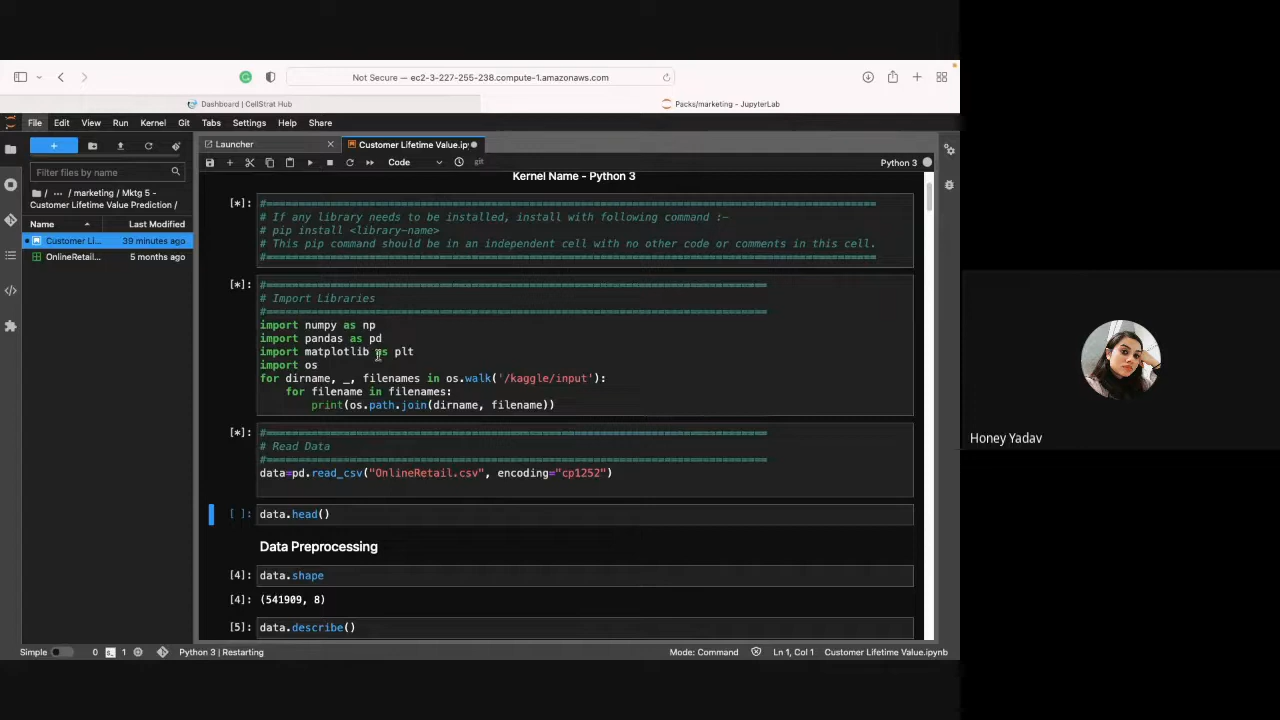 Not Secure — ec2-3-227-255-238.compute-1.amazonaws.com
Dashboard | CellStrat Hub
Packs/marketing - JupyterLab
File Edit View Run Kernel Git Tabs Settings Help Share
Launcher
Customer Lifetime Value.ipy
Code
git
Python 3
Filter files by name
/ ··· / marketing / Mktg 5 -
Customer Lifetime Value Prediction /
Name Last Modified
Customer Li... 39 minutes ago
OnlineRetail... 5 months ago
Kernel Name - Python 3
[*]: #==============================================================================
# If any library needs to be installed, install with following command :-
# pip install <library-name>
# This pip command should be in an independent cell with no other code or comments in this cell.
#==============================================================================
[*]: #==============================================================================
# Import Libraries
#==============================================================================
import numpy as np
import pandas as pd
import matplotlib as plt
import os
for dirname, _, filenames in os.walk('/kaggle/input'):
for filename in filenames:
print(os.path.join(dirname, filename))
[*]: #==============================================================================
# Read Data
#==============================================================================
data=pd.read_csv("OnlineRetail.csv", encoding="cp1252")
[ ]: data.head()
Data Preprocessing
[4]: data.shape
[4]: (541909, 8)
[5]: data.describe()
Simple 0 1 Python 3 | Restarting Mode: Command Ln 1, Col 1 Customer Lifetime Value.ipynb
Honey Yadav